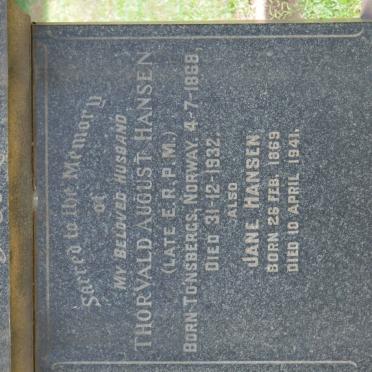 Sacred to the Memory
of
MY BELOVED HUSBAND
THORVALD AUGUST HANSEN
(LATE E.R.P.M.)
BORN TONSBERGS, NORWAY. 4-7-1868,
DIED 31-12-1932.
ALSO
JANE HANSEN
BORN 26 FEB. 1869
DIED 10 APRIL 1941.